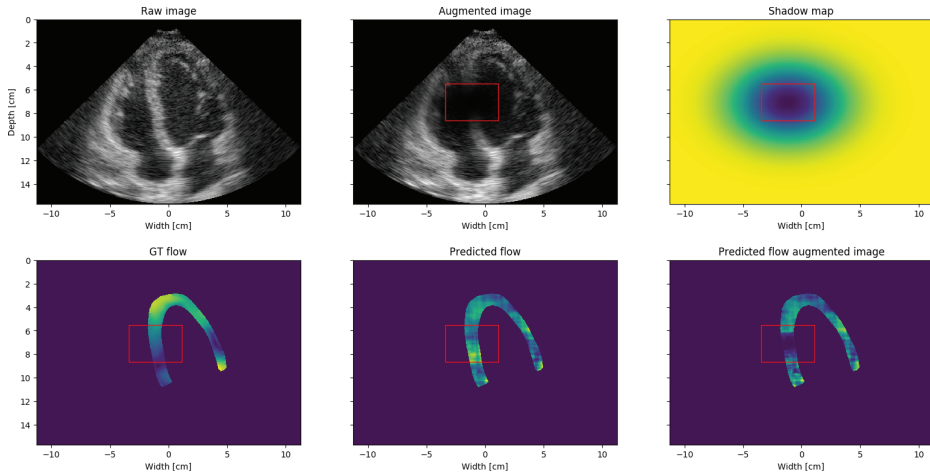 Raw image
Augmented image
Shadow map
0
2
4
6
8
10
12
14
Depth [cm]
−10 −5 0 5 10
−10 −5 0 5 10
−10 −5 0 5 10
Width [cm]
Width [cm]
Width [cm]
GT flow
Predicted flow
Predicted flow augmented image
0
2
4
6
8
10
12
14
−10 −5 0 5 10
−10 −5 0 5 10
−10 −5 0 5 10
Width [cm]
Width [cm]
Width [cm]